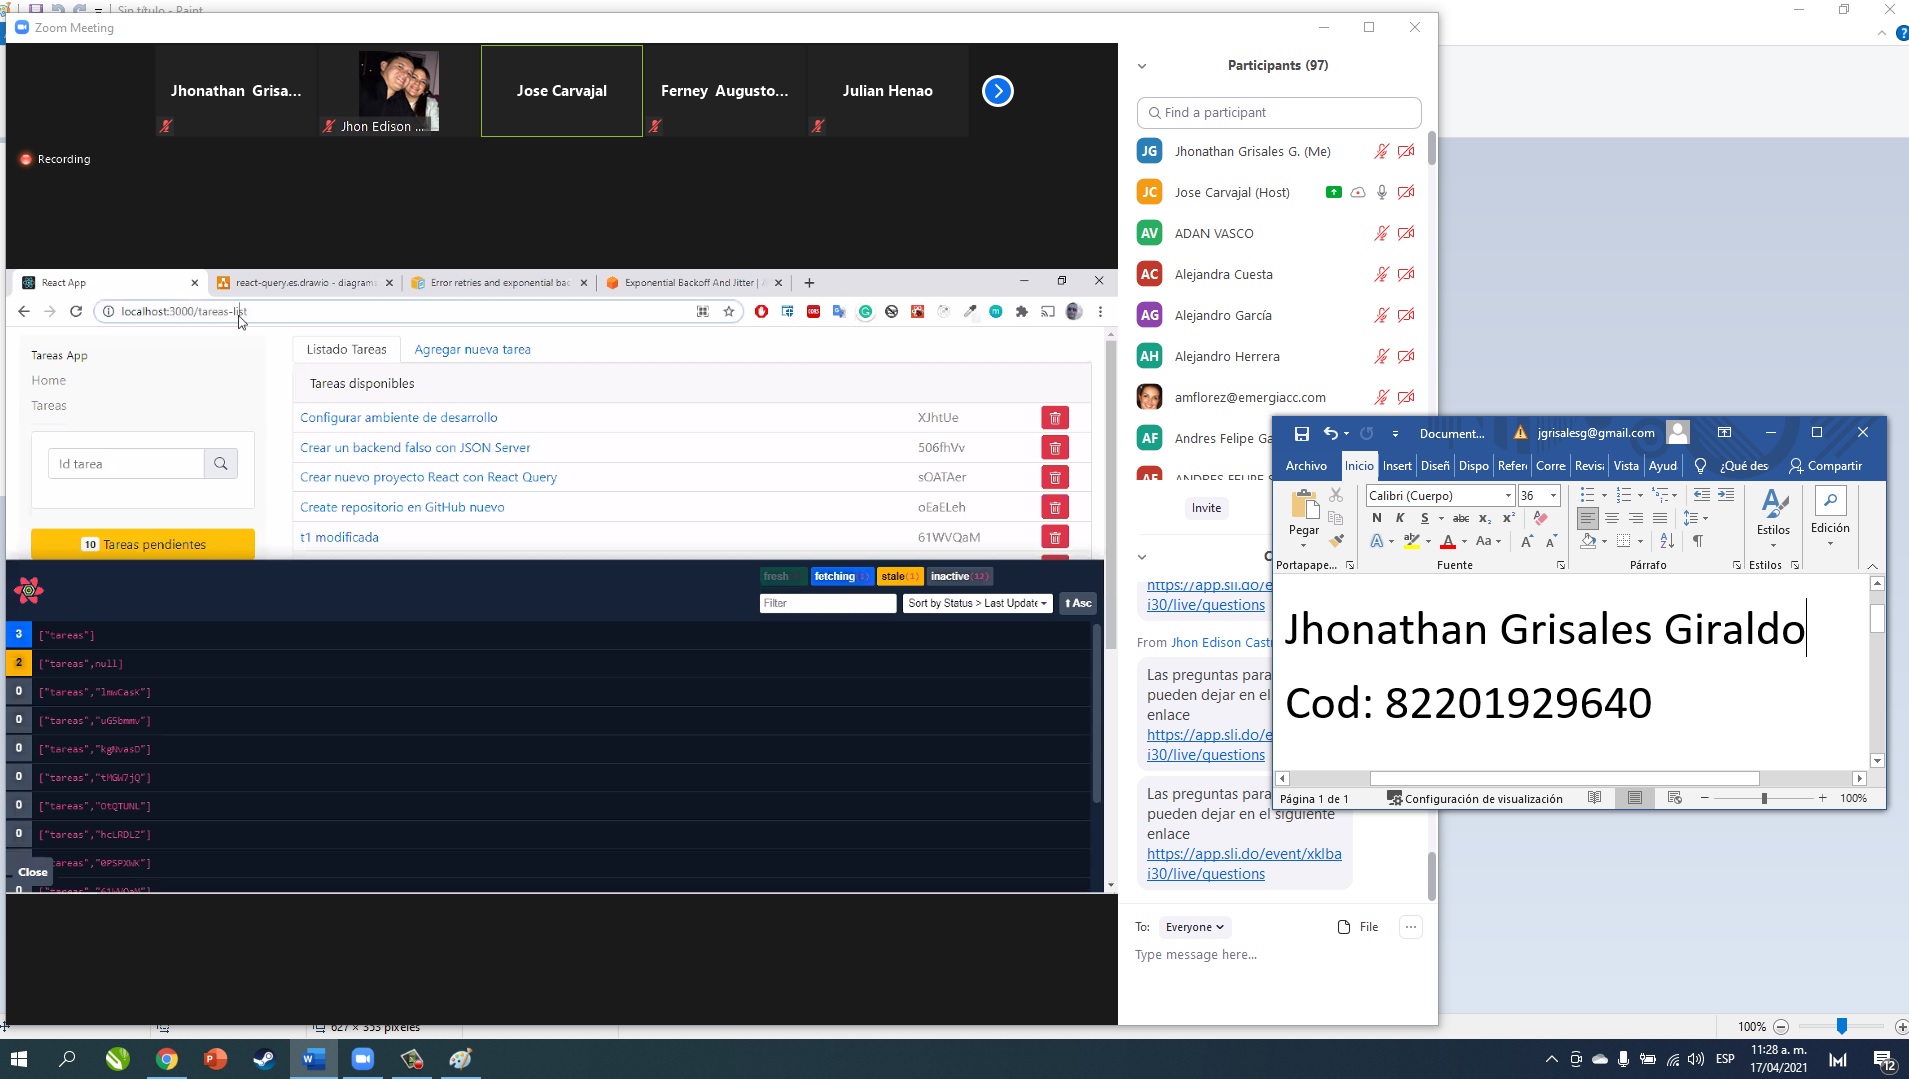 Sin título - Paint
Zoom Meeting
Jhonathan Grisa...
Jhon Edison ...
Jose Carvajal
Ferney Augusto...
Julian Henao
Recording
React App
react-query.es.drawio - diagram
Error retries and exponential bac
Exponential Backoff And Jitter |
localhost:3000/tareas-list
Tareas App
Home
Tareas
Id tarea
10 Tareas pendientes
Listado Tareas
Agregar nueva tarea
Tareas disponibles
Configurar ambiente de desarrollo XJhtUe
Crear un backend falso con JSON Server 506fhVv
Crear nuevo proyecto React con React Query sOATAer
Create repositorio en GitHub nuevo oEaELeh
t1 modificada 61WVQaM
fresh
fetching
stale (1)
inactive (12)
Filter
Sort by Status > Last Update
Asc
3 ["tareas"]
2 ["tareas",null]
0 ["tareas","lmwCasK"]
0 ["tareas","uG5bmmv"]
0 ["tareas","kgNvasD"]
0 ["tareas","tMGW7jQ"]
0 ["tareas","OtQTUNL"]
0 ["tareas","hcLRDLZ"]
areas","0PSPXWK"]
Close
0
Participants (97)
Find a participant
JG Jhonathan Grisales G. (Me)
JC Jose Carvajal (Host)
AV ADAN VASCO
AC Alejandra Cuesta
AG Alejandro García
AH Alejandro Herrera
amflorez@emergiacc.com
AF Andres Felipe Ga
ANDRES FELIPE S
Invite
https://app.sli.do/e
i30/live/questions
From Jhon Edison Cast
Las preguntas para
pueden dejar en el
enlace
https://app.sli.do/e
i30/live/questions
Las preguntas para
pueden dejar en el siguiente
enlace
https://app.sli.do/event/xklba
i30/live/questions
To: Everyone
File
Type message here...
Document...
jgrisalesg@gmail.com
Archivo
Inicio
Insert
Diseñ
Dispo
Refer
Corre
Revis
Vista
Ayud
¿Qué des
Compartir
Pegar
Calibri (Cuerpo)
36
N K S abc x₂ x²
A Aa A A
Estilos
Edición
Portapape...
Fuente
Párrafo
Estilos
Jhonathan Grisales Giraldo
Cod: 82201929640
Página 1 de 1
Configuración de visualización
100%
627 × 353 píxeles
100%
ESP
11:28 a. m.
17/04/2021
12